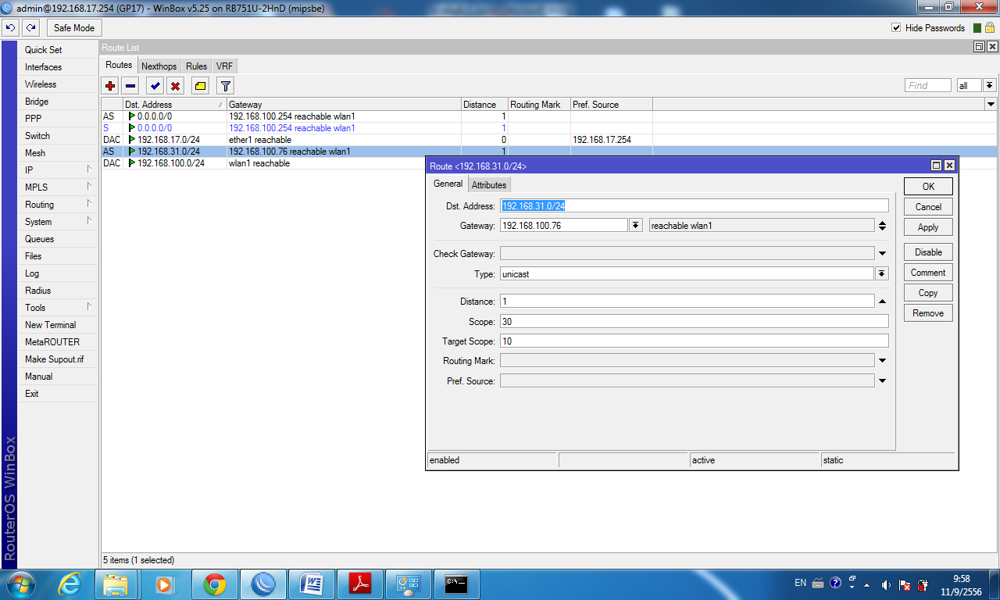 admin@192.168.17.254 (GP17) - WinBox v5.25 on RB751U-2HnD (mipsbe)
Safe Mode
Hide Passwords
Quick Set
Interfaces
Wireless
Bridge
PPP
Switch
Mesh
IP
MPLS
Routing
System
Queues
Files
Log
Radius
Tools
New Terminal
MetaROUTER
Make Supout.rif
Manual
Exit
RouterOS WinBox
Route List
Routes Nexthops Rules VRF
Find all
Dst. Address Gateway Distance Routing Mark Pref. Source
AS 0.0.0.0/0 192.168.100.254 reachable wlan1 1
S 0.0.0.0/0 192.168.100.254 reachable wlan1 1
DAC 192.168.17.0/24 ether1 reachable 0 192.168.17.254
AS 192.168.31.0/24 192.168.100.76 reachable wlan1 1
DAC 192.168.100.0/24 wlan1 reachable
Route <192.168.31.0/24>
General Attributes
Dst. Address: 192.168.31.0/24
Gateway: 192.168.100.76 reachable wlan1
Check Gateway:
Type: unicast
Distance: 1
Scope: 30
Target Scope: 10
Routing Mark:
Pref. Source:
OK
Cancel
Apply
Disable
Comment
Copy
Remove
enabled active static
5 items (1 selected)
C:\.
EN
9:58
11/9/2556